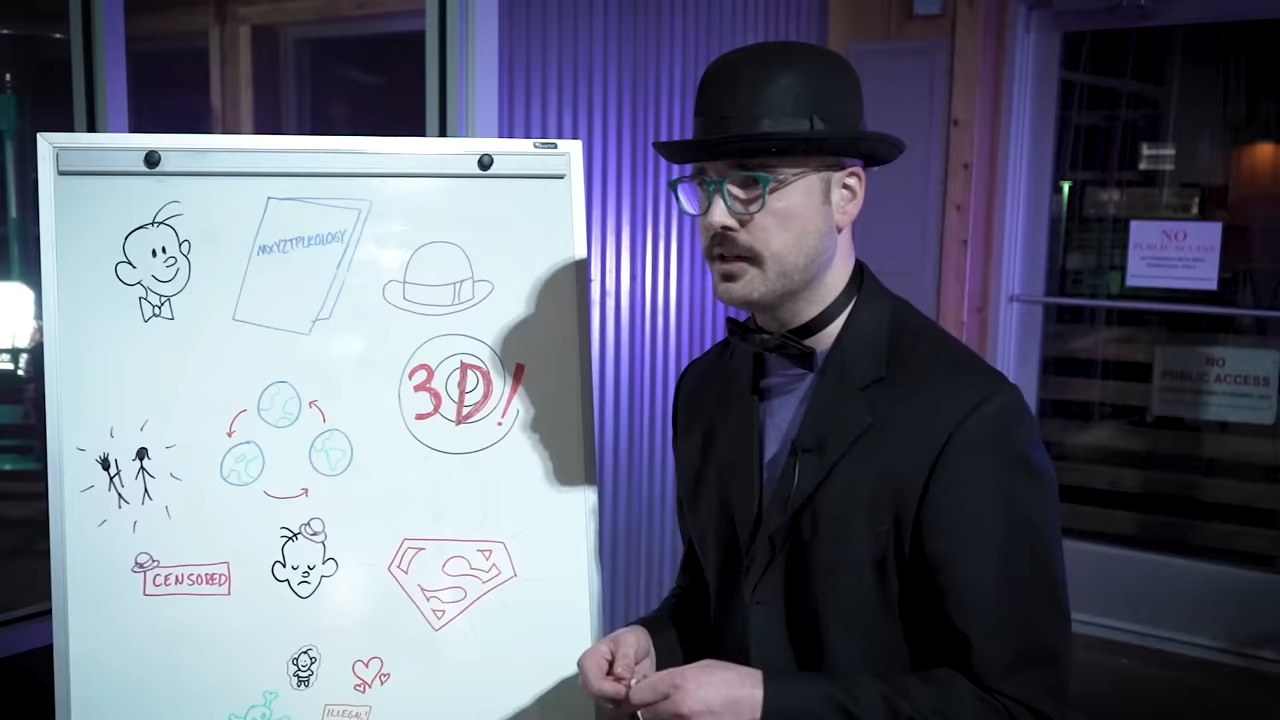 MXYZTPLKOLOGY
3D!
CENSORED
S
ILLEGAL!
NO
PUBLIC ACCESS
NO
PUBLIC ACCESS